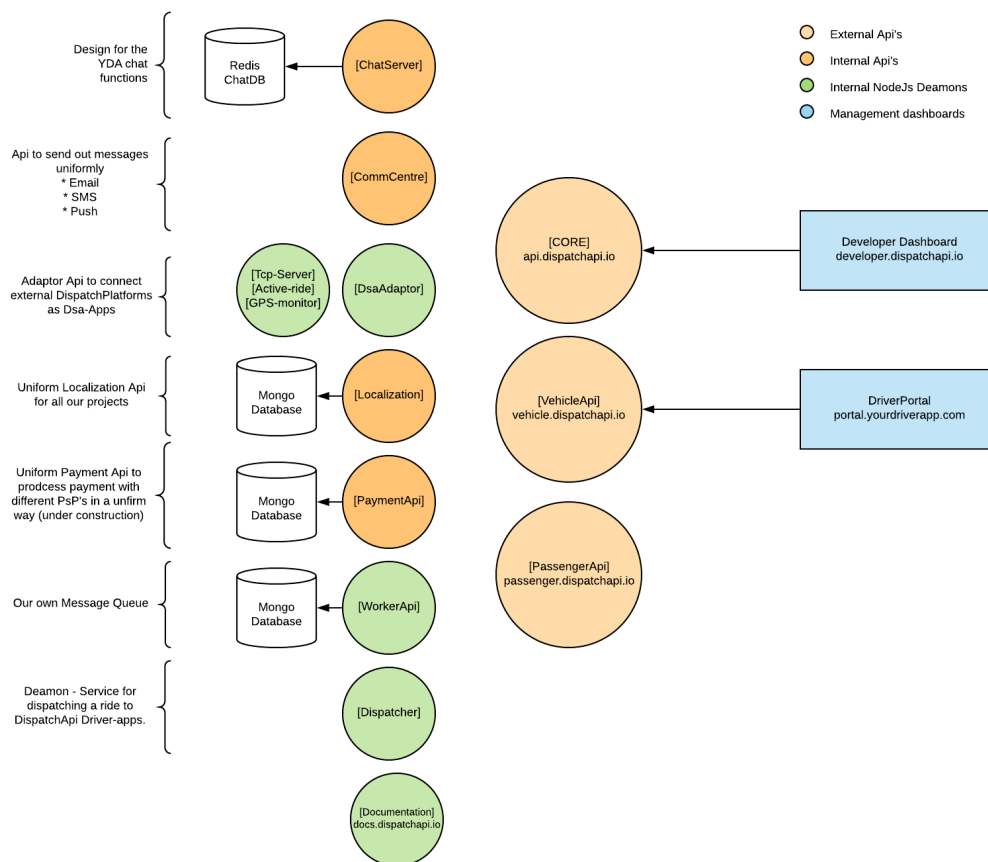 Design for the
YDA chat
functions
Redis
ChatDB
[ChatServer]
External Api's
Internal Api's
Internal NodeJs Deamons
Management dashboards
Api to send out messages
uniformly
* Email
* SMS
* Push
[CommCentre]
[CORE]
api.dispatchapi.io
Developer Dashboard
developer.dispatchapi.io
Adaptor Api to connect
external DispatchPlatforms
as Dsa-Apps
[Tcp-Server]
[Active-ride]
[GPS-monitor]
[DsaAdaptor]
Uniform Localization Api
for all our projects
Mongo
Database
[Localization]
[VehicleApi]
vehicle.dispatchapi.io
DriverPortal
portal.yourdriverapp.com
Uniform Payment Api to
prodcess payment with
different PsP's in a unfirm
way (under construction)
Mongo
Database
[PaymentApi]
[PassengerApi]
passenger.dispatchapi.io
Our own Message Queue
Mongo
Database
[WorkerApi]
Deamon - Service for
dispatching a ride to
DispatchApi Driver-apps.
[Dispatcher]
[Documentation]
docs.dispatchapi.io